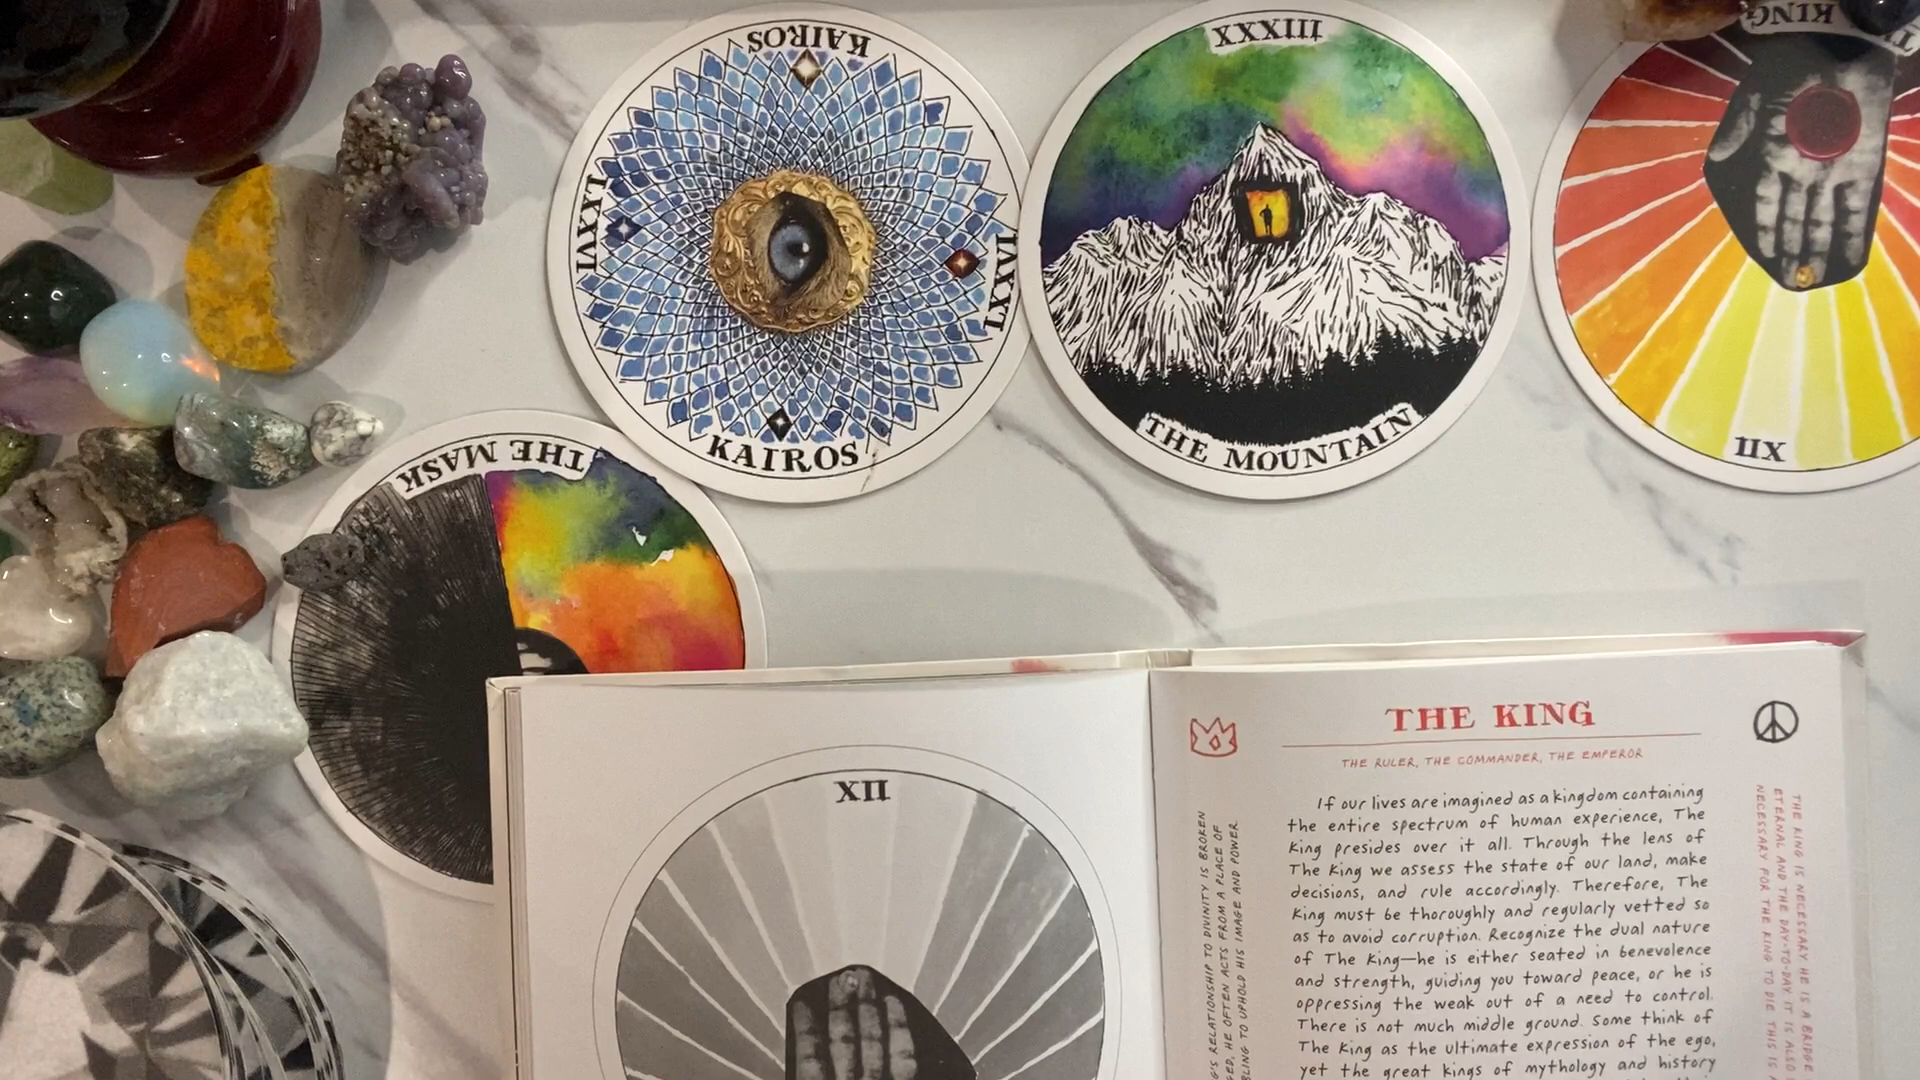 KAIROS
LXXVI
LXXVI
KAIROS
XXXIII
THE MOUNTAIN
KING
XII
THE MASK
XII
THE KING
THE RULER, THE COMMANDER, THE EMPEROR
If our lives are imagined as a kingdom containing
the entire spectrum of human experience, The
King presides over it all. Through the lens of
The King we assess the state of our land, make
decisions, and rule accordingly. Therefore, The
King must be thoroughly and regularly vetted so
as to avoid corruption. Recognize the dual nature
of The King—he is either seated in benevolence
and strength, guiding you toward peace, or he is
oppressing the weak out of a need to control.
There is not much middle ground. Some think of
The King as the ultimate expression of the ego,
yet the great kings of mythology and history
RELATIONSHIP TO DIVINITY IS BROKEN
HE OFTEN ACTS FROM A PLACE OF
TO UPHOLD HIS IMAGE AND POWER
THE KING IS NECESSARY. HE IS A BRIDGE
ETERNAL AND THE DAY-TO-DAY. IT IS ALSO
NECESSARY FOR THE KING TO DIE. THIS IS